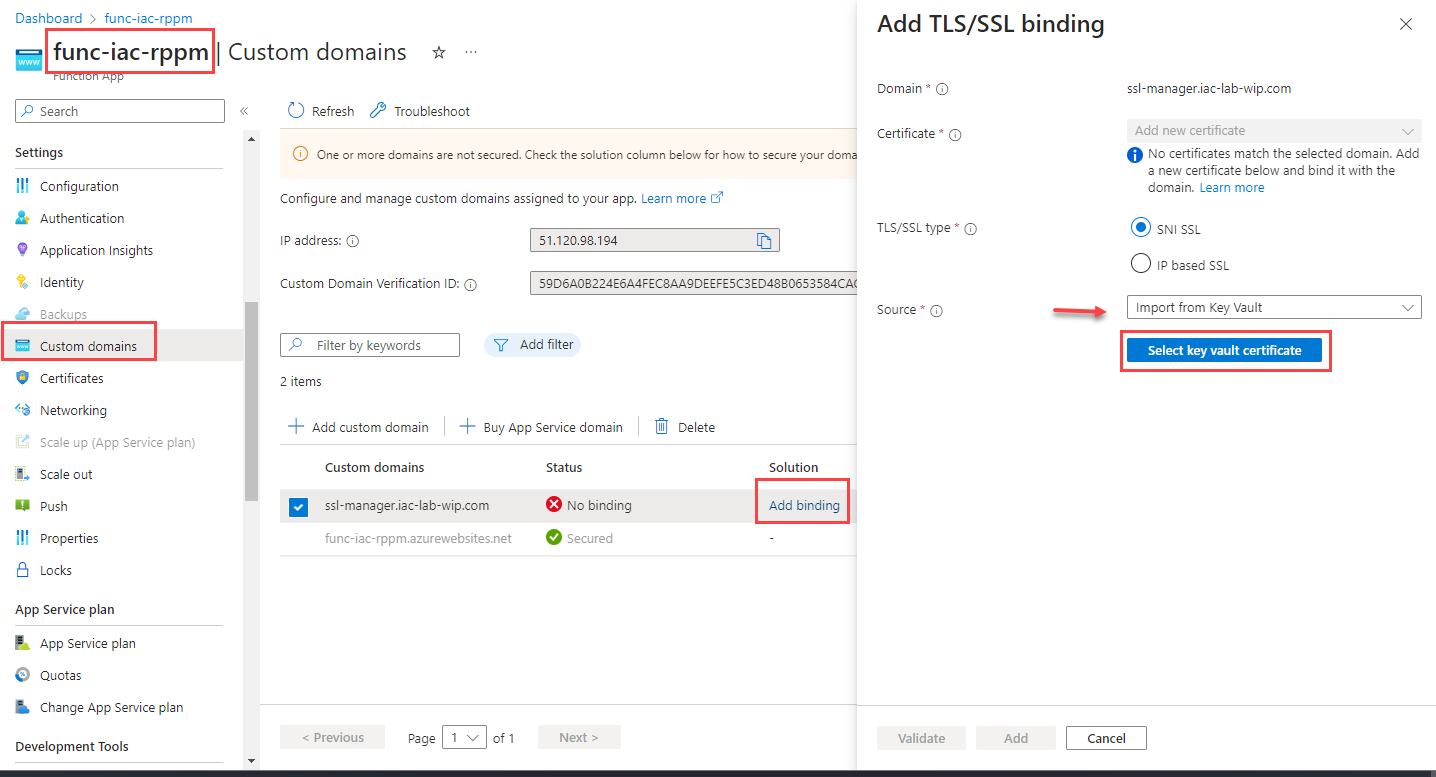 Dashboard > func-iac-rppm
func-iac-rppm | Custom domains
Function App
Search
Settings
Configuration
Authentication
Application Insights
Identity
Backups
Custom domains
Certificates
Networking
Scale up (App Service plan)
Scale out
Push
Properties
Locks
App Service plan
App Service plan
Quotas
Change App Service plan
Development Tools
Refresh
Troubleshoot
One or more domains are not secured. Check the solution column below for how to secure your doma
Configure and manage custom domains assigned to your app. Learn more
IP address:
51.120.98.194
Custom Domain Verification ID:
59D6A0B224E6A4FEC8AA9DEEFE5C3ED48B0653584CAC
Filter by keywords
Add filter
2 items
Add custom domain
Buy App Service domain
Delete
Custom domains Status Solution
ssl-manager.iac-lab-wip.com No binding Add binding
func-iac-rppm.azurewebsites.net Secured -
< Previous
Page 1 of 1
Next >
Add TLS/SSL binding
Domain *
ssl-manager.iac-lab-wip.com
Certificate *
Add new certificate
No certificates match the selected domain. Add
a new certificate below and bind it with the
domain. Learn more
TLS/SSL type *
SNI SSL
IP based SSL
Source *
Import from Key Vault
Select key vault certificate
Validate
Add
Cancel